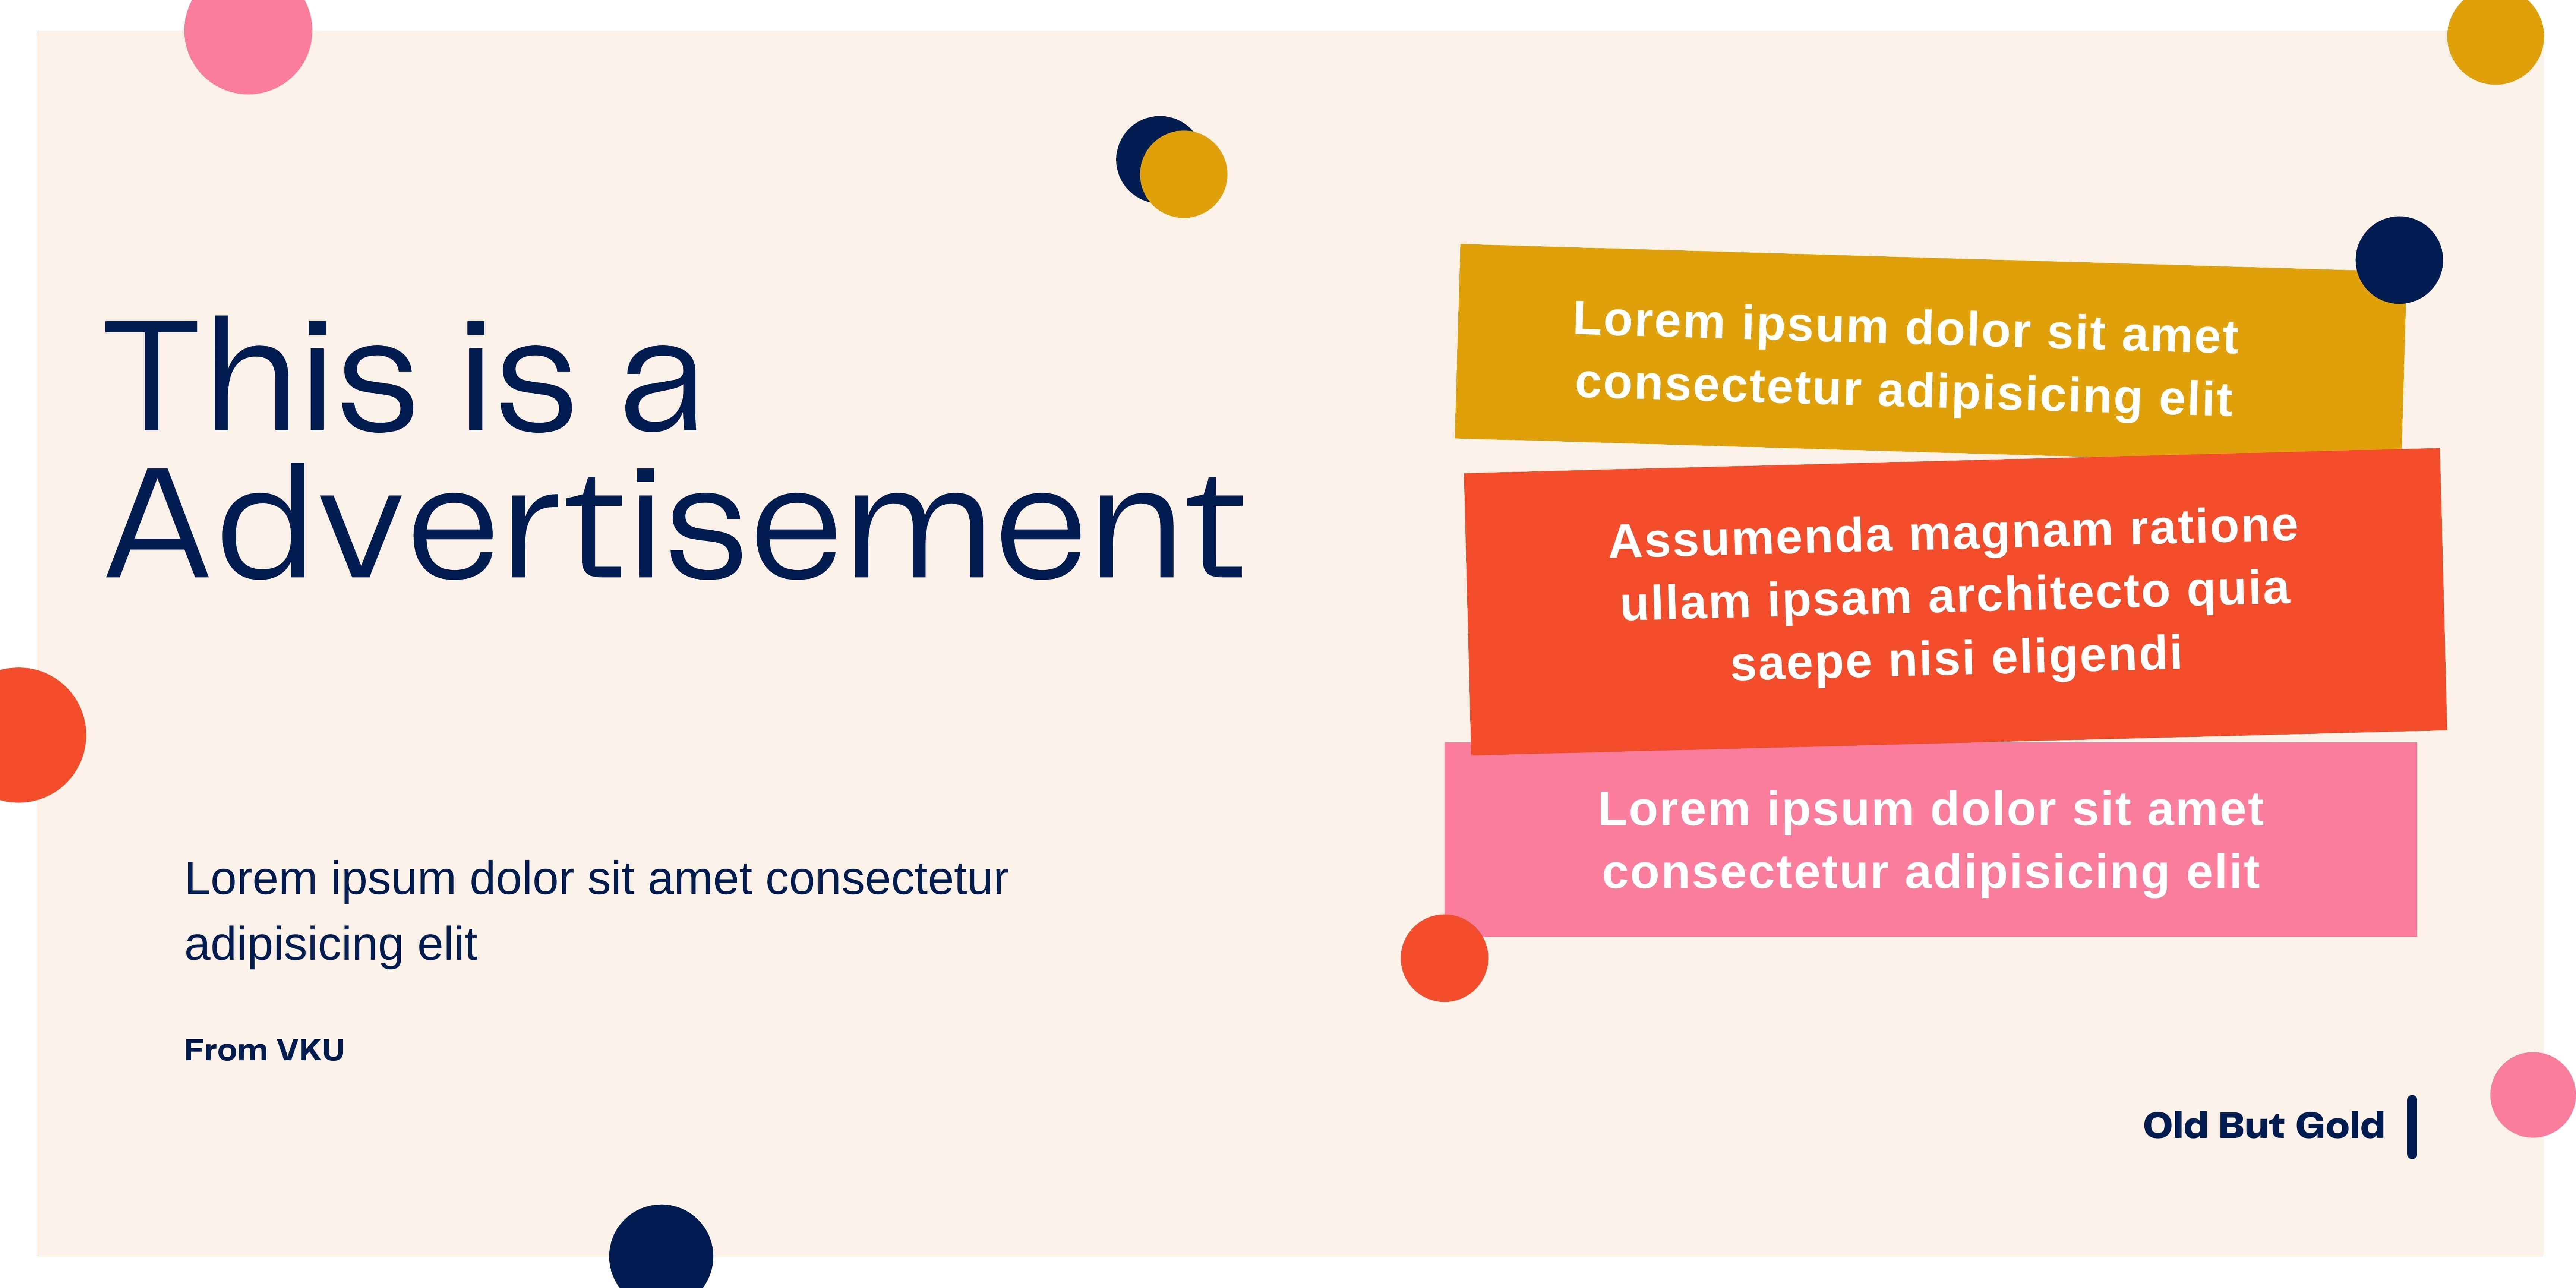 This is a
Advertisement
Lorem ipsum dolor sit amet consectetur
adipisicing elit
From VKU
Lorem ipsum dolor sit amet
consectetur adipisicing elit
Assumenda magnam ratione
ullam ipsam architecto quia
saepe nisi eligendi
Lorem ipsum dolor sit amet
consectetur adipisicing elit
Old But Gold